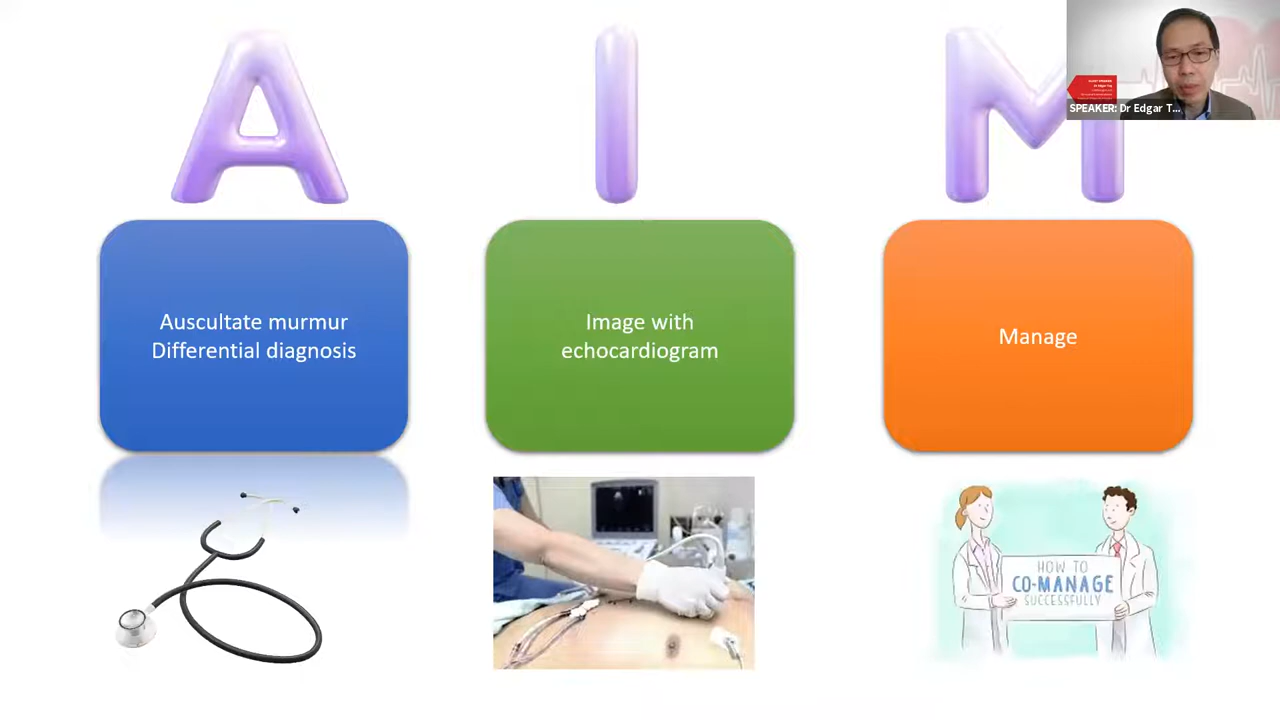 A I M
SPEAKER: Dr Edgar T...
Auscultate murmur
Differential diagnosis
Image with
echocardiogram
Manage
HOW TO
CO-MANAGE
SUCCESSFULLY